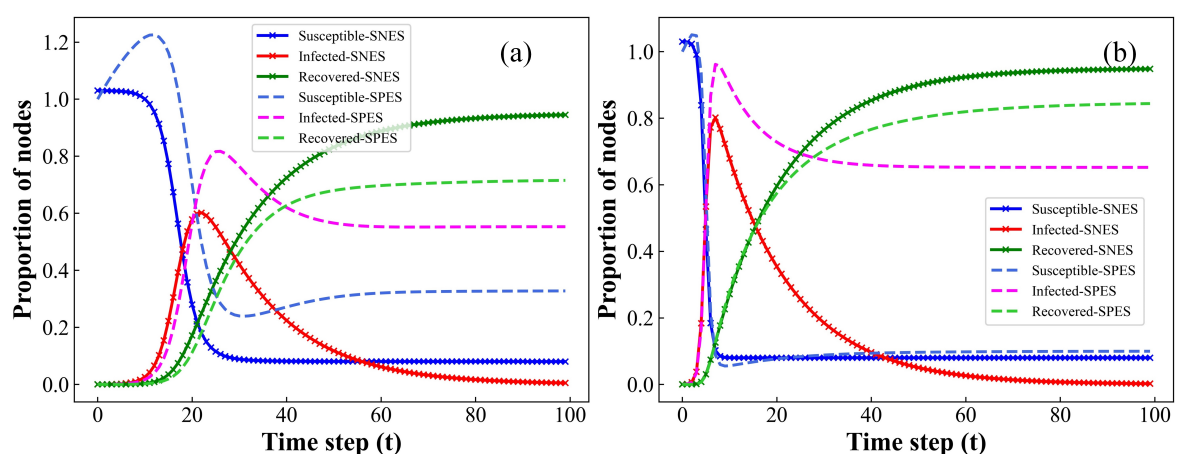 (a)
Susceptible-SNES
Infected-SNES
Recovered-SNES
Susceptible-SPES
Infected-SPES
Recovered-SPES
Proportion of nodes
1.2
1.0
0.8
0.6
0.4
0.2
0.0
0 20 40 60 80 100
Time step (t)
(b)
Susceptible-SNES
Infected-SNES
Recovered-SNES
Susceptible-SPES
Infected-SPES
Recovered-SPES
Proportion of nodes
1.0
0.8
0.6
0.4
0.2
0.0
0 20 40 60 80 100
Time step (t)